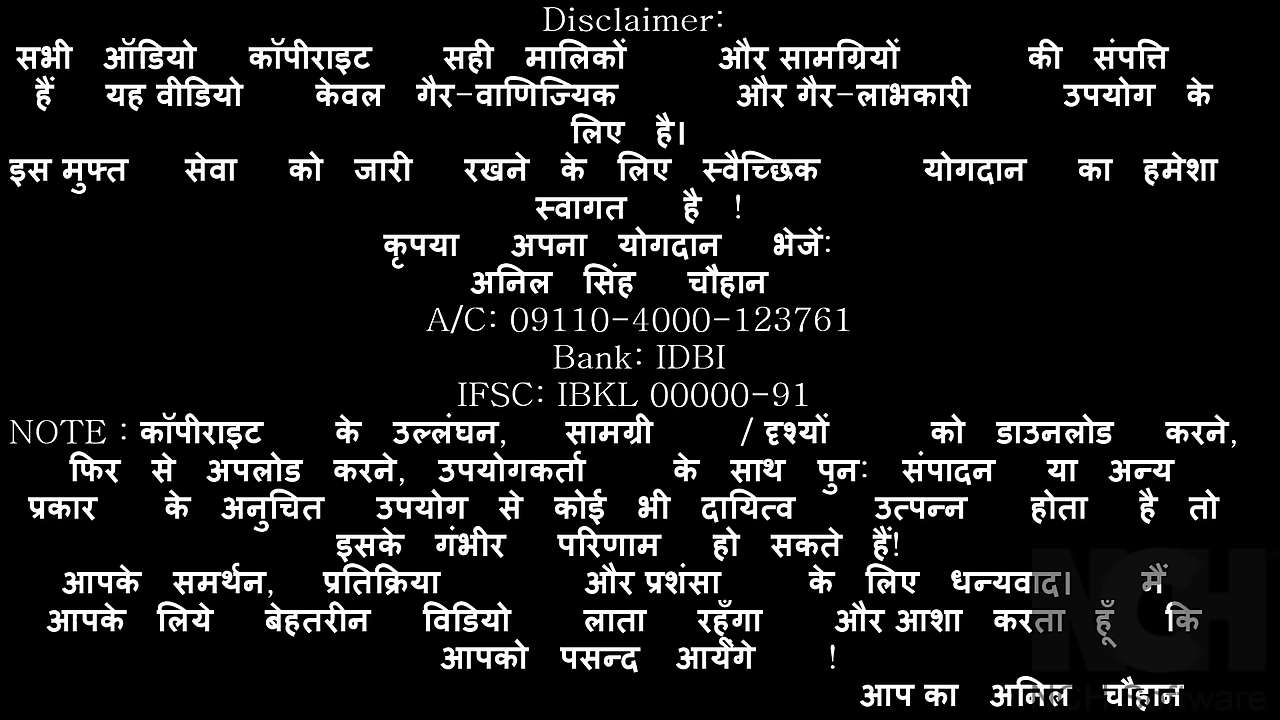 Disclaimer:
सभी ऑडियो कॉपीराइट सही मालिकों और सामग्रियों की संपत्ति
हैं यह वीडियो केवल गैर-वाणिज्यिक और गैर-लाभकारी उपयोग के
लिए है।
इस मुफ्त सेवा को जारी रखने के लिए स्वैच्छिक योगदान का हमेशा
स्वागत है !
कृपया अपना योगदान भेजें:
अनिल सिंह चौहान
A/C: 09110-4000-123761
Bank: IDBI
IFSC: IBKL 00000-91
NOTE : कॉपीराइट के उल्लंघन, सामग्री / दृश्यों को डाउनलोड करने,
फिर से अपलोड करने, उपयोगकर्ता के साथ पुन: संपादन या अन्य
प्रकार के अनुचित उपयोग से कोई भी दायित्व उत्पन्न होता है तो
इसके गंभीर परिणाम हो सकते हैं!
आपके समर्थन, प्रतिक्रिया और प्रशंसा के लिए धन्यवाद। मैं
आपके लिये बेहतरीन विडियो लाता रहूँगा और आशा करता हूँ कि
आपको पसन्द आयेंगे !
आप का अनिल चौहान
NCH
NCH Software